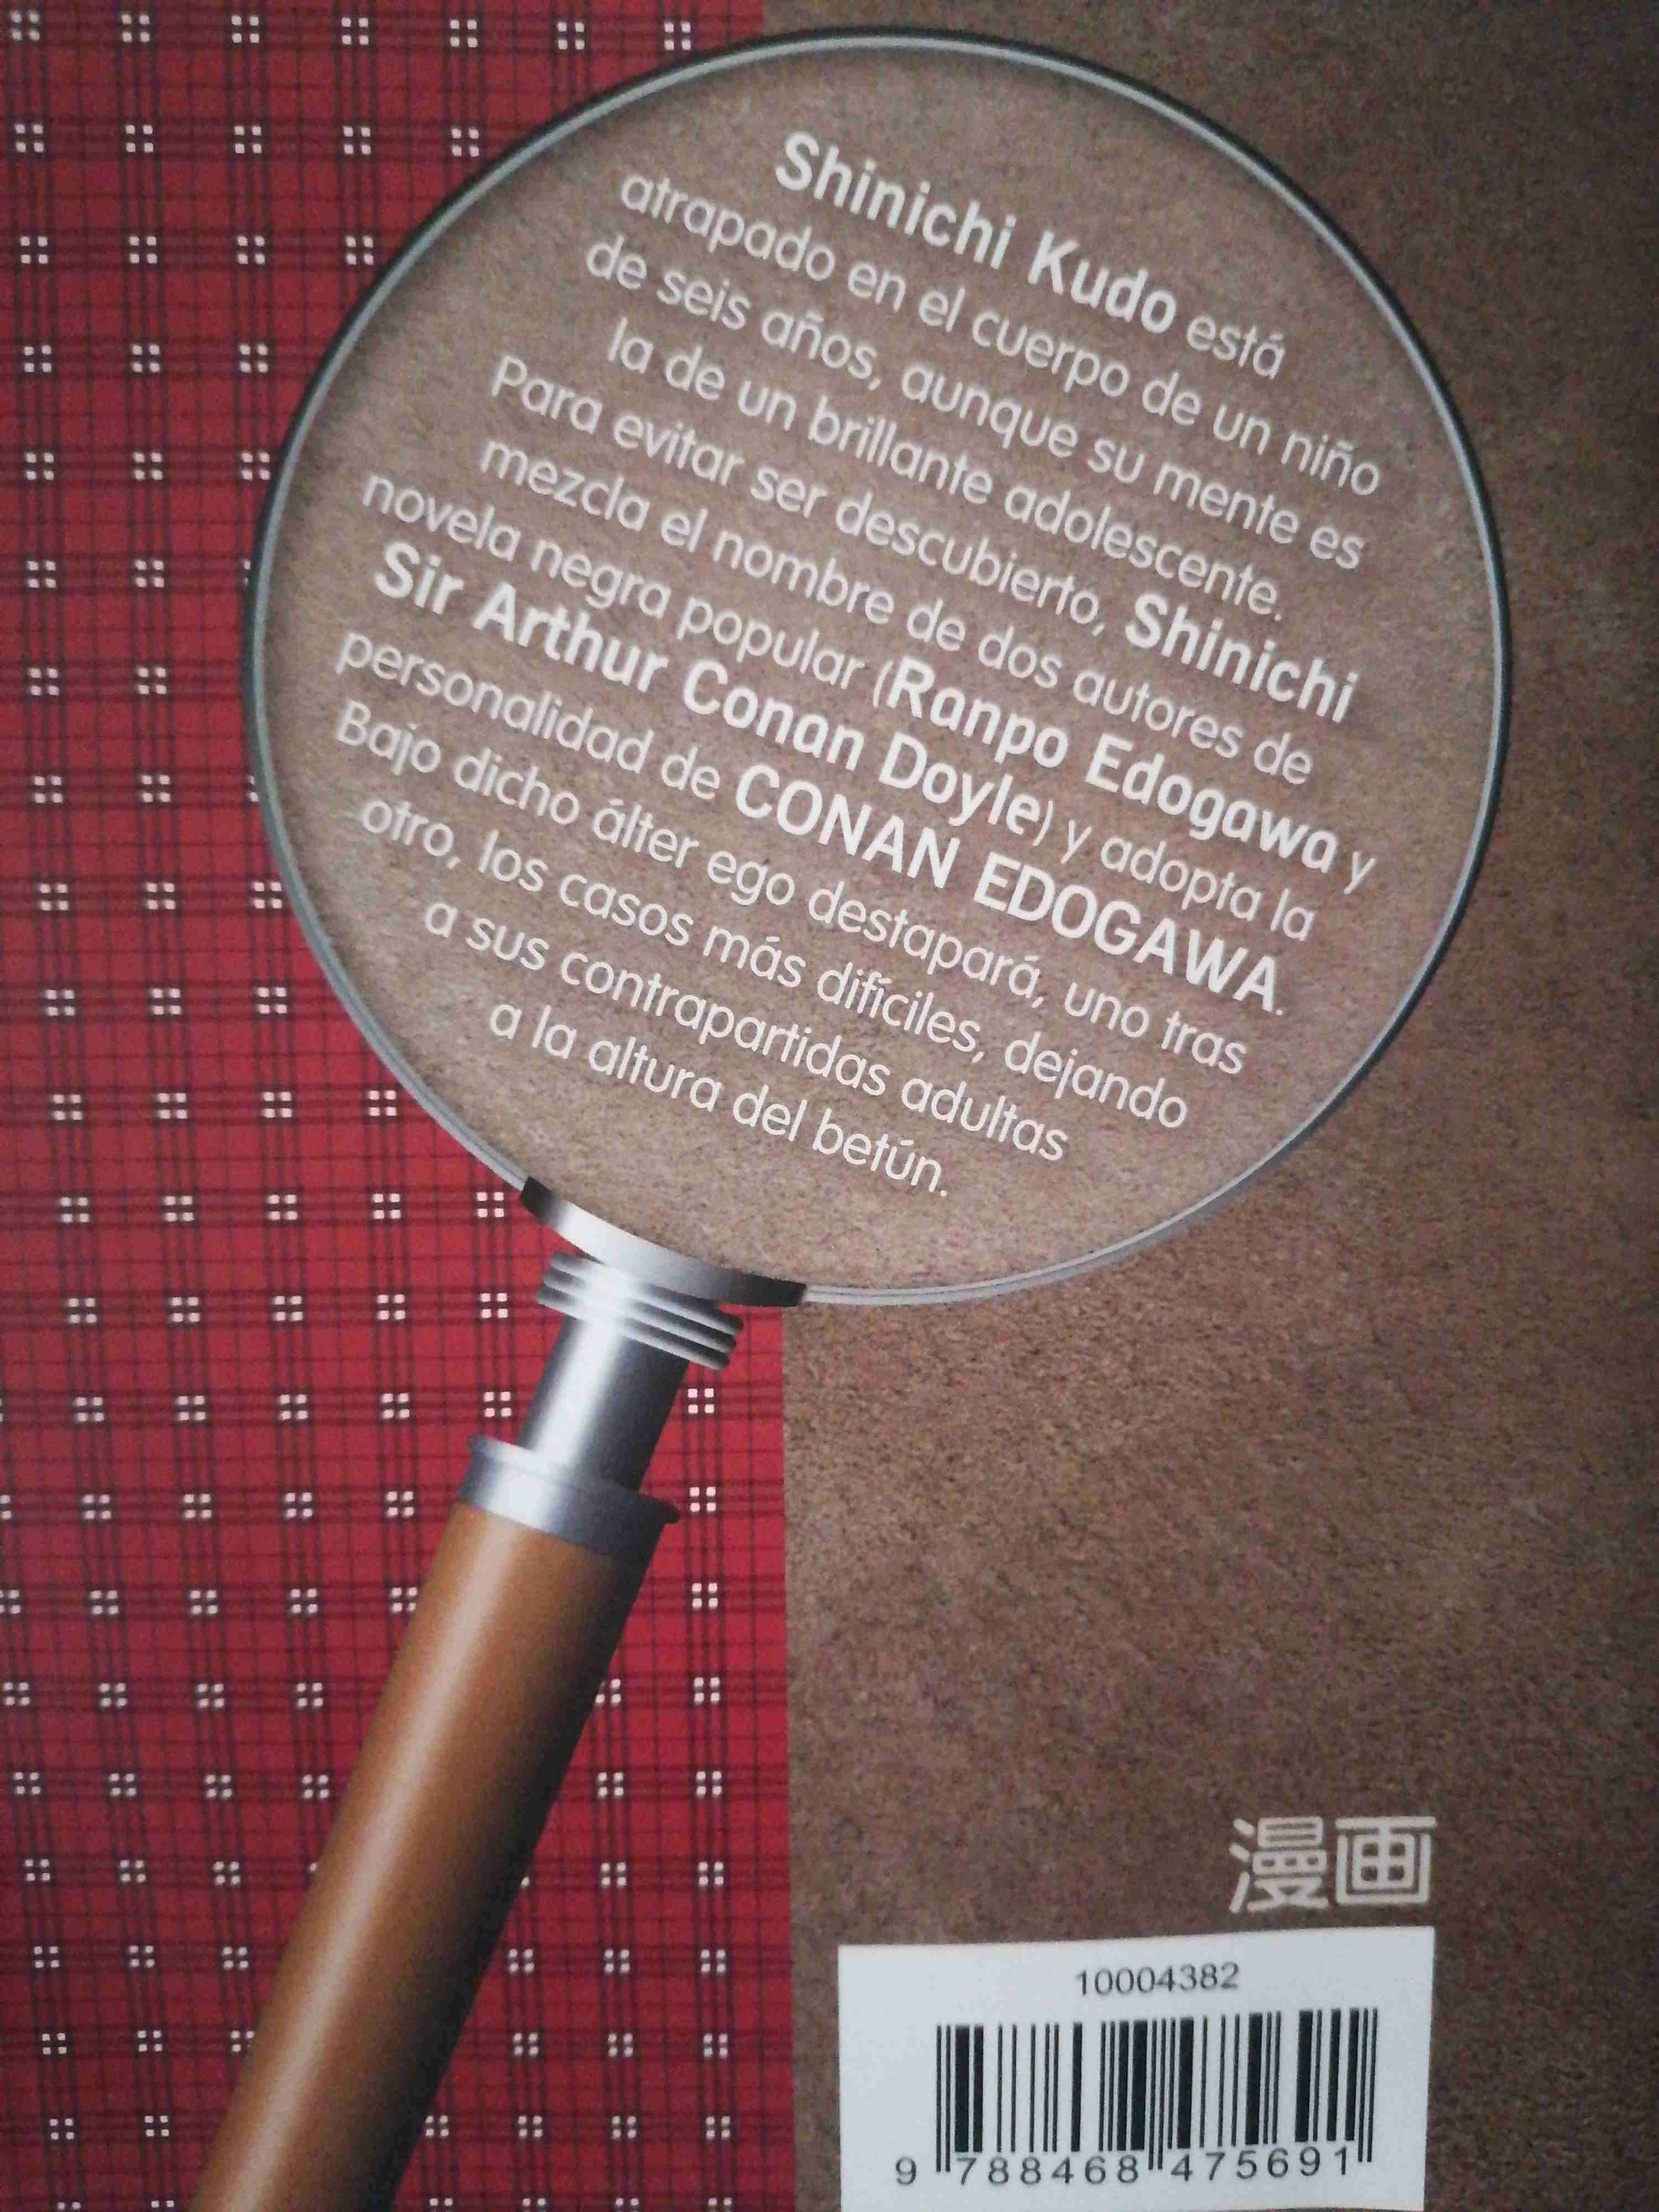 Shinichi Kudo está
atrapado en el cuerpo de un niño
de seis años, aunque su mente es
la de un brillante adolescente.
Para evitar ser descubierto, Shinichi
mezcla el nombre de dos autores de
novela negra popular (Ranpo Edogawa y
Sir Arthur Conan Doyle) y adopta la
personalidad de CONAN EDOGAWA.
Bajo dicho álter ego destapará, uno tras
otro, los casos más difíciles, dejando
a sus contrapartidas adultas
a la altura del betún.
漫画
10004382
9 788468 475691